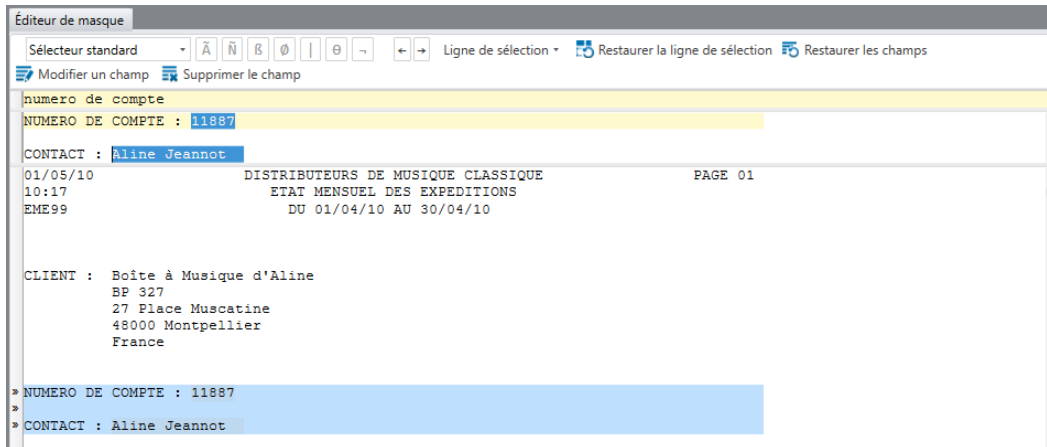 Éditeur de masque
Sélecteur standard Ã Ñ ß Ø | θ ¬ ← → Ligne de sélection Restaurer la ligne de sélection Restaurer les champs
Modifier un champ Supprimer le champ
numero de compte
NUMERO DE COMPTE : 11887
CONTACT : Aline Jeannot
01/05/10 DISTRIBUTEURS DE MUSIQUE CLASSIQUE PAGE 01
10:17 ETAT MENSUEL DES EXPEDITIONS
EME99 DU 01/04/10 AU 30/04/10
CLIENT : Boîte à Musique d'Aline
BP 327
27 Place Muscatine
48000 Montpellier
France
» NUMERO DE COMPTE : 11887
»
» CONTACT : Aline Jeannot